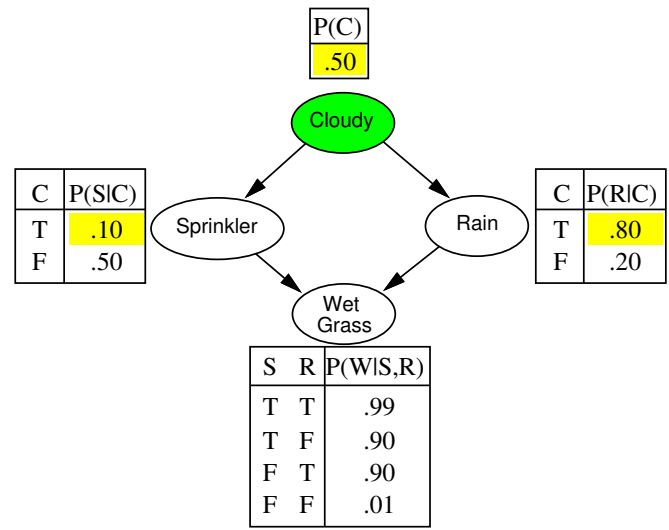 P(C)
.50
Cloudy
C P(S|C)
T .10
F .50
Sprinkler
Rain
C P(R|C)
T .80
F .20
Wet
Grass
S R P(W|S,R)
T T .99
T F .90
F T .90
F F .01